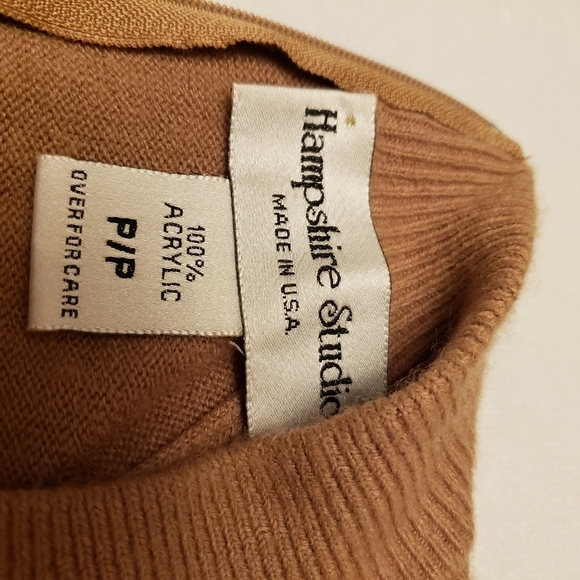 Hampshire Studio
MADE IN U.S.A.
100%
ACRYLIC
P/P
OVER FOR CARE